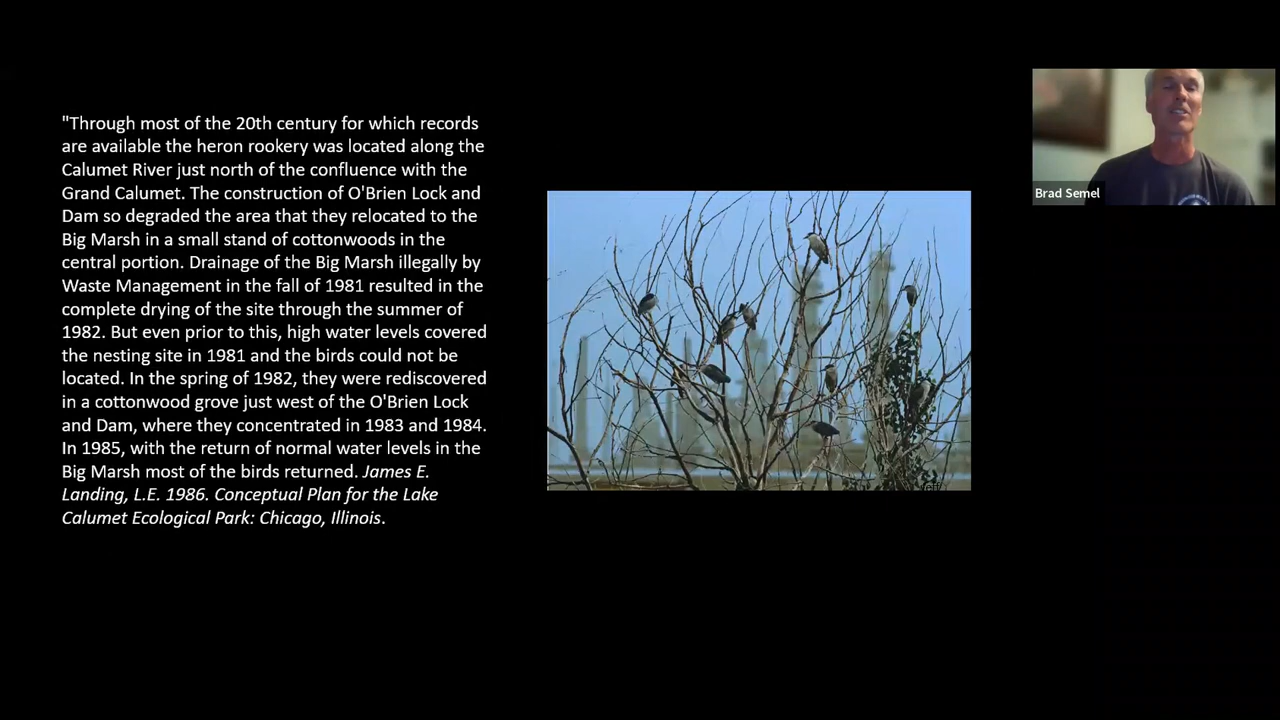 "Through most of the 20th century for which records
are available the heron rookery was located along the
Calumet River just north of the confluence with the
Grand Calumet. The construction of O'Brien Lock and
Dam so degraded the area that they relocated to the
Big Marsh in a small stand of cottonwoods in the
central portion. Drainage of the Big Marsh illegally by
Waste Management in the fall of 1981 resulted in the
complete drying of the site through the summer of
1982. But even prior to this, high water levels covered
the nesting site in 1981 and the birds could not be
located. In the spring of 1982, they were rediscovered
in a cottonwood grove just west of the O'Brien Lock
and Dam, where they concentrated in 1983 and 1984.
In 1985, with the return of normal water levels in the
Big Marsh most of the birds returned. James E.
Landing, L.E. 1986. Conceptual Plan for the Lake
Calumet Ecological Park: Chicago, Illinois.
Brad Semel